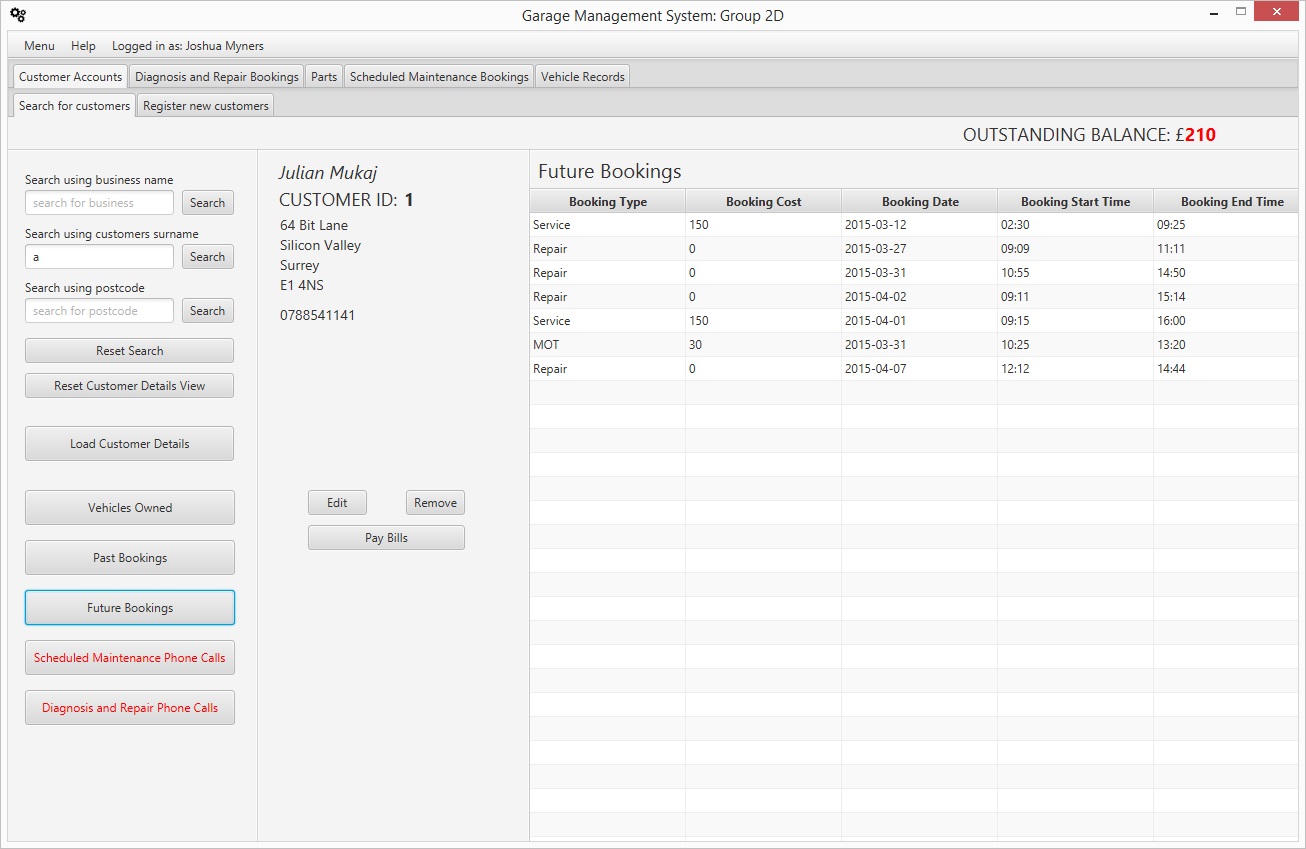 Garage Management System: Group 2D
Menu Help Logged in as: Joshua Myners
Customer Accounts Diagnosis and Repair Bookings Parts Scheduled Maintenance Bookings Vehicle Records
Search for customers Register new customers
OUTSTANDING BALANCE: £210
Search using business name
search for business Search
Search using customers surname
a Search
Search using postcode
search for postcode Search
Reset Search
Reset Customer Details View
Load Customer Details
Vehicles Owned
Past Bookings
Future Bookings
Scheduled Maintenance Phone Calls
Diagnosis and Repair Phone Calls
Julian Mukaj
CUSTOMER ID: 1
64 Bit Lane
Silicon Valley
Surrey
E1 4NS
0788541141
Edit Remove
Pay Bills
Future Bookings
Booking Type Booking Cost Booking Date Booking Start Time Booking End Time
Service 150 2015-03-12 02:30 09:25
Repair 0 2015-03-27 09:09 11:11
Repair 0 2015-03-31 10:55 14:50
Repair 0 2015-04-02 09:11 15:14
Service 150 2015-04-01 09:15 16:00
MOT 30 2015-03-31 10:25 13:20
Repair 0 2015-04-07 12:12 14:44